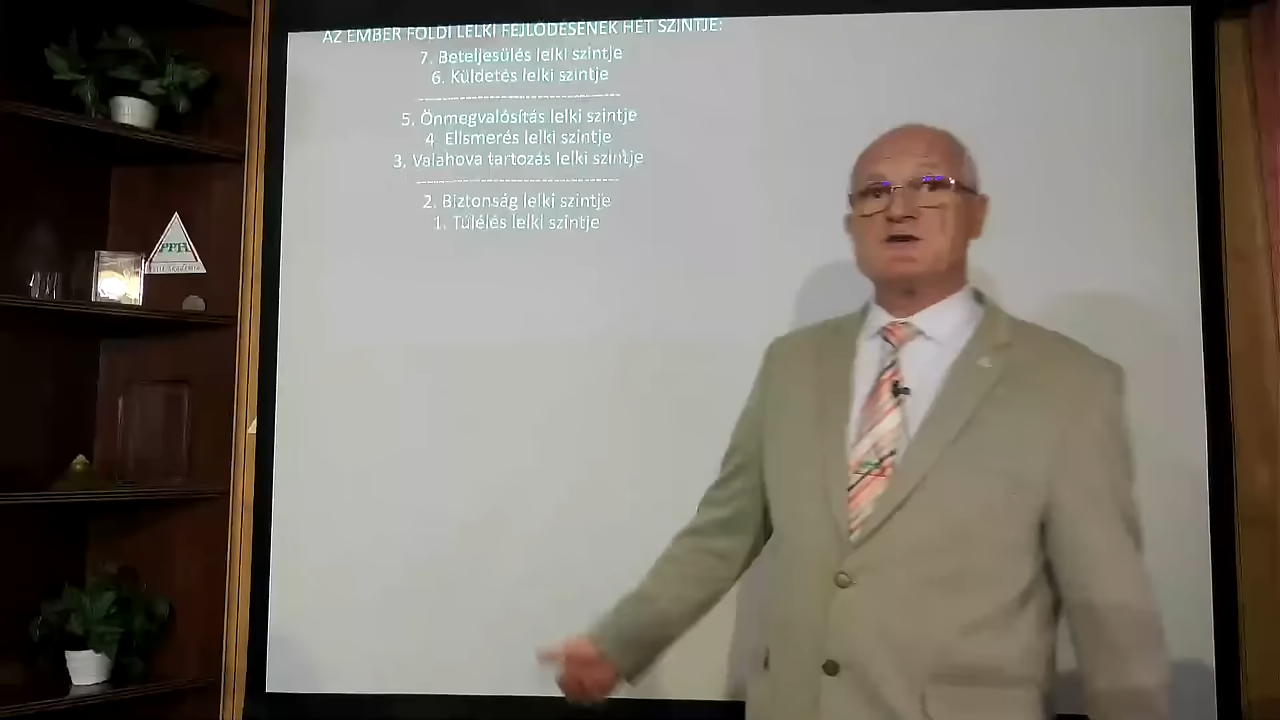 AZ EMBER FÖLDI LELKI FEJLŐDÉSÉNEK HÉT SZINTJE:
7. Beteljesülés lelki szintje
6. Küldetés lelki szintje
--------------------------------
5. Önmegvalósítás lelki szintje
4. Elismerés lelki szintje
3. Valahova tartozás lelki szintje
--------------------------------
2. Biztonság lelki szintje
1. Túlélés lelki szintje